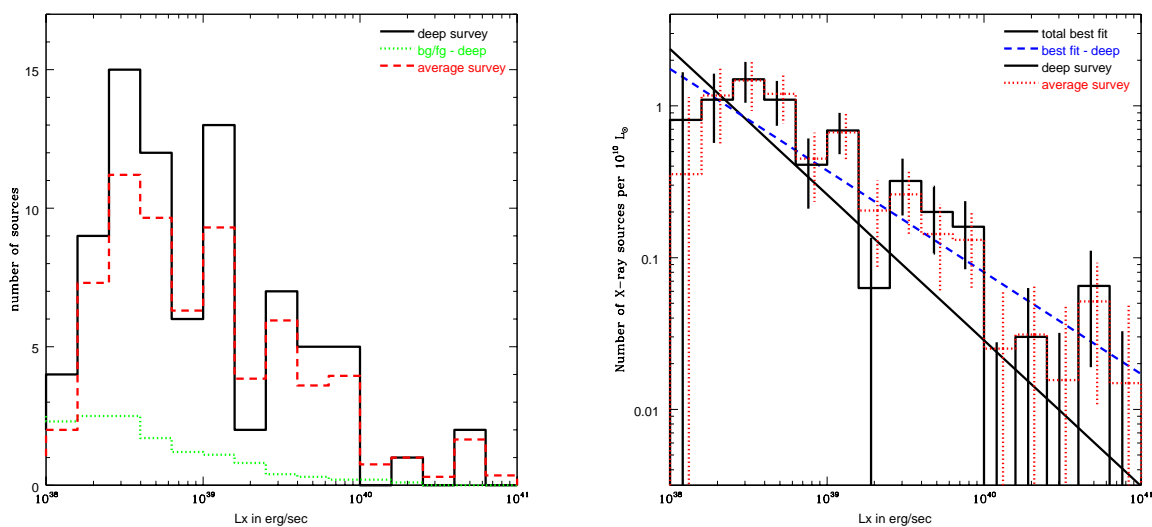 number of sources
15
10
5
0
deep survey
bg/fg - deep
average survey
10³⁸
10³⁹
10⁴⁰
10⁴¹
Lx in erg/sec
Number of X-ray sources per 10¹⁰ L⊙
1
0.1
0.01
total best fit
best fit - deep
deep survey
average survey
10³⁸
10³⁹
10⁴⁰
10⁴¹
Lx in erg/sec